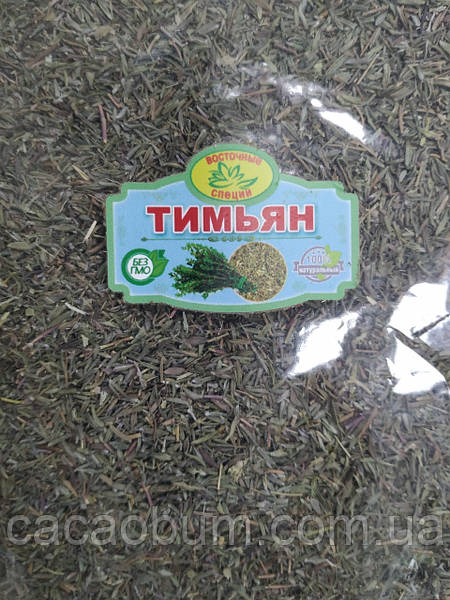 ВОСТОЧНЫЕ
СПЕЦИИ
ТИМЬЯН
БЕЗ
ГМО
100%
натуральный
cacaobum.com.ua